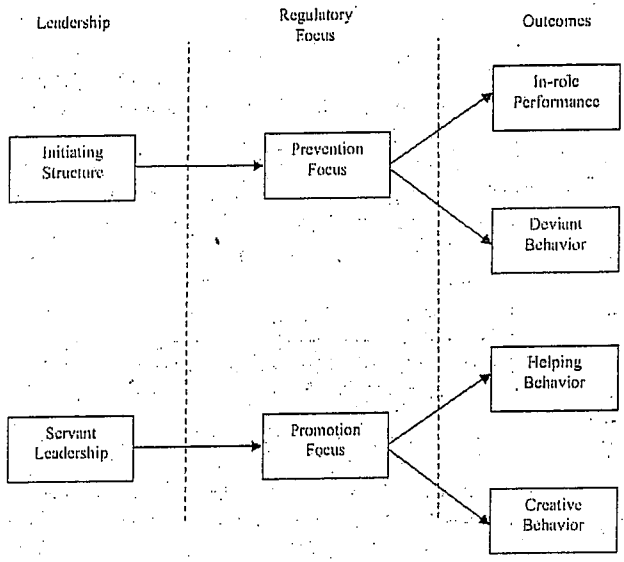 Leadership
Regulatory
Focus
Outcomes
In-role
Performance
Initiating
Structure
Prevention
Focus
Deviant
Behavior
Helping
Behavior
Servant
Leadership
Promotion
Focus
Creative
Behavior